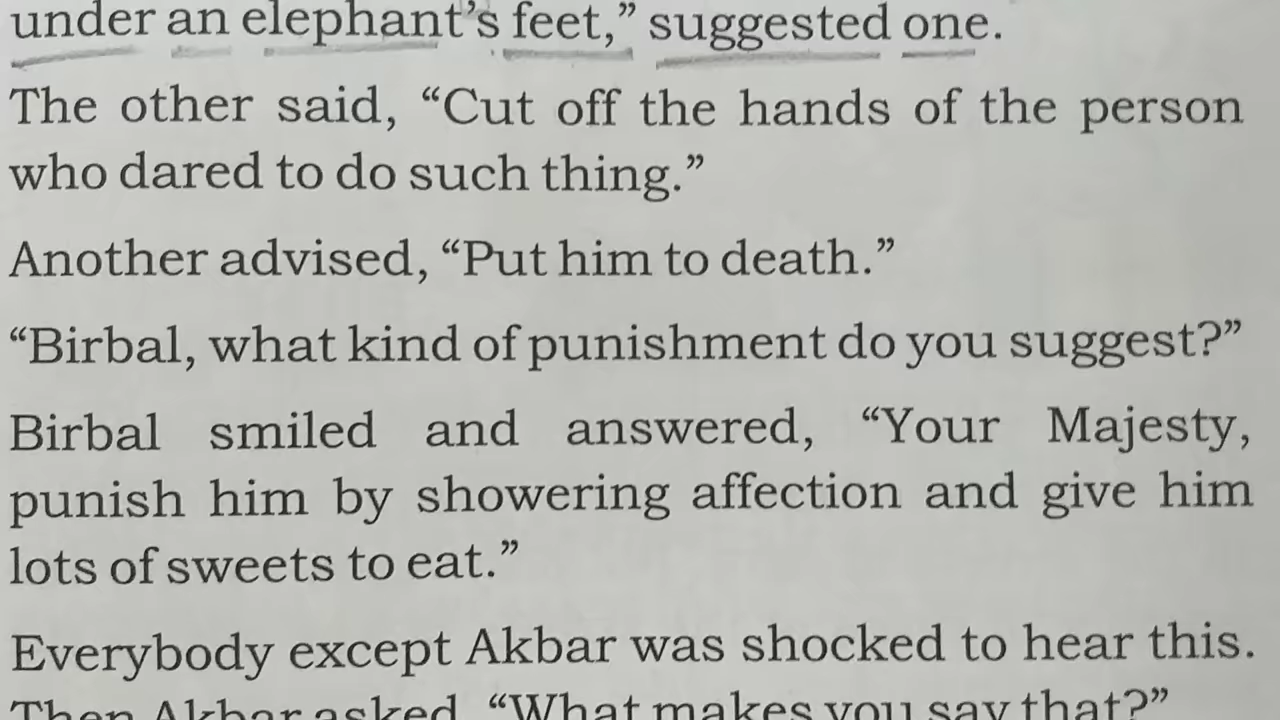 under an elephant’s feet,” suggested one.
The other said, “Cut off the hands of the person
who dared to do such thing.”
Another advised, “Put him to death.”
“Birbal, what kind of punishment do you suggest?”
Birbal smiled and answered, “Your Majesty,
punish him by showering affection and give him
lots of sweets to eat.”
Everybody except Akbar was shocked to hear this.
Then Akbar asked, “What makes you say that?”